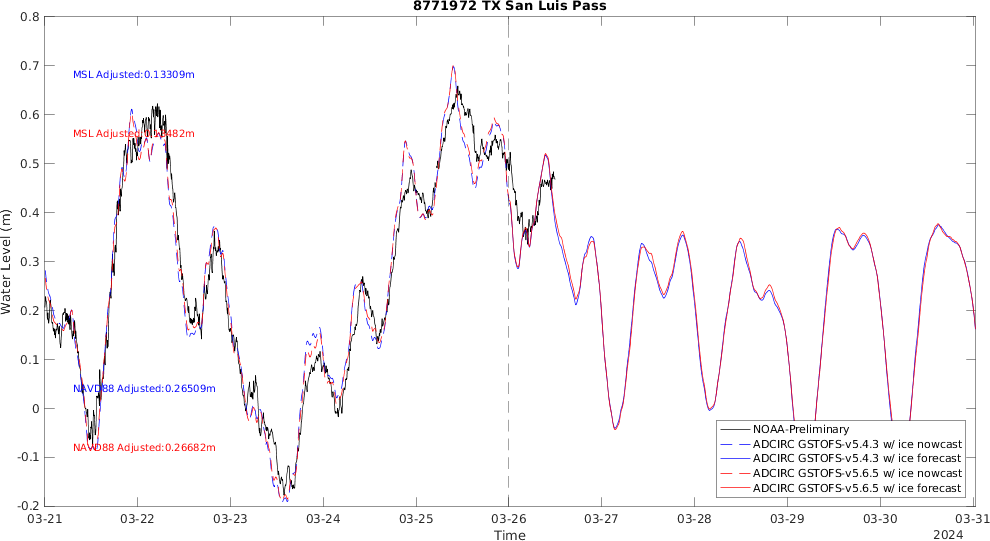 8771972 TX San Luis Pass
Water Level (m)
0.8
0.7
0.6
0.5
0.4
0.3
0.2
0.1
0
-0.1
-0.2
MSL Adjusted:0.13309m
MSL Adjusted:
NAVD88 Adjusted:0.26509m
NAVD88 Adjusted:0.26682m
NOAA-Preliminary
ADCIRC GSTOFS-v5.4.3 w/ ice nowcast
ADCIRC GSTOFS-v5.4.3 w/ ice forecast
ADCIRC GSTOFS-v5.6.5 w/ ice nowcast
ADCIRC GSTOFS-v5.6.5 w/ ice forecast
03-21 03-22 03-23 03-24 03-25 03-26 03-27 03-28 03-29 03-30 03-31
Time
2024